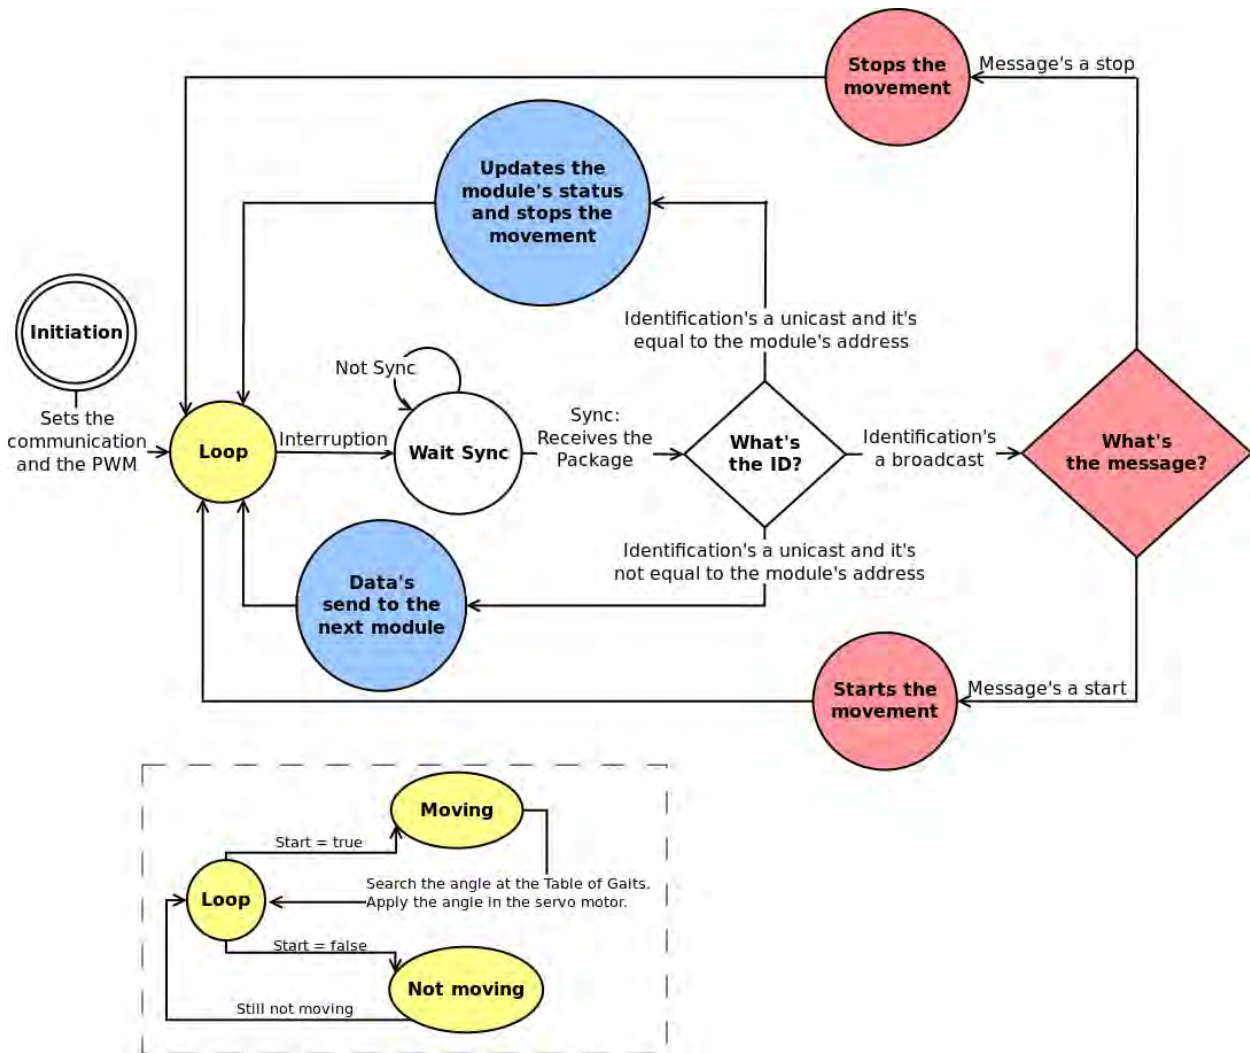 Stops the
movement
Message's a stop
Updates the
module's status
and stops the
movement
Initiation
Identification's a unicast and it's
equal to the module's address
Not Sync
Sets the
communication
and the PWM
Loop
Interruption
Wait Sync
Sync:
Receives the
Package
What's
the ID?
Identification's
a broadcast
What's
the message?
Identification's a unicast and it's
not equal to the module's address
Data's
send to the
next module
Starts the
movement
Message's a start
Moving
Start = true
Search the angle at the Table of Gaits.
Apply the angle in the servo motor.
Loop
Start = false
Not moving
Still not moving